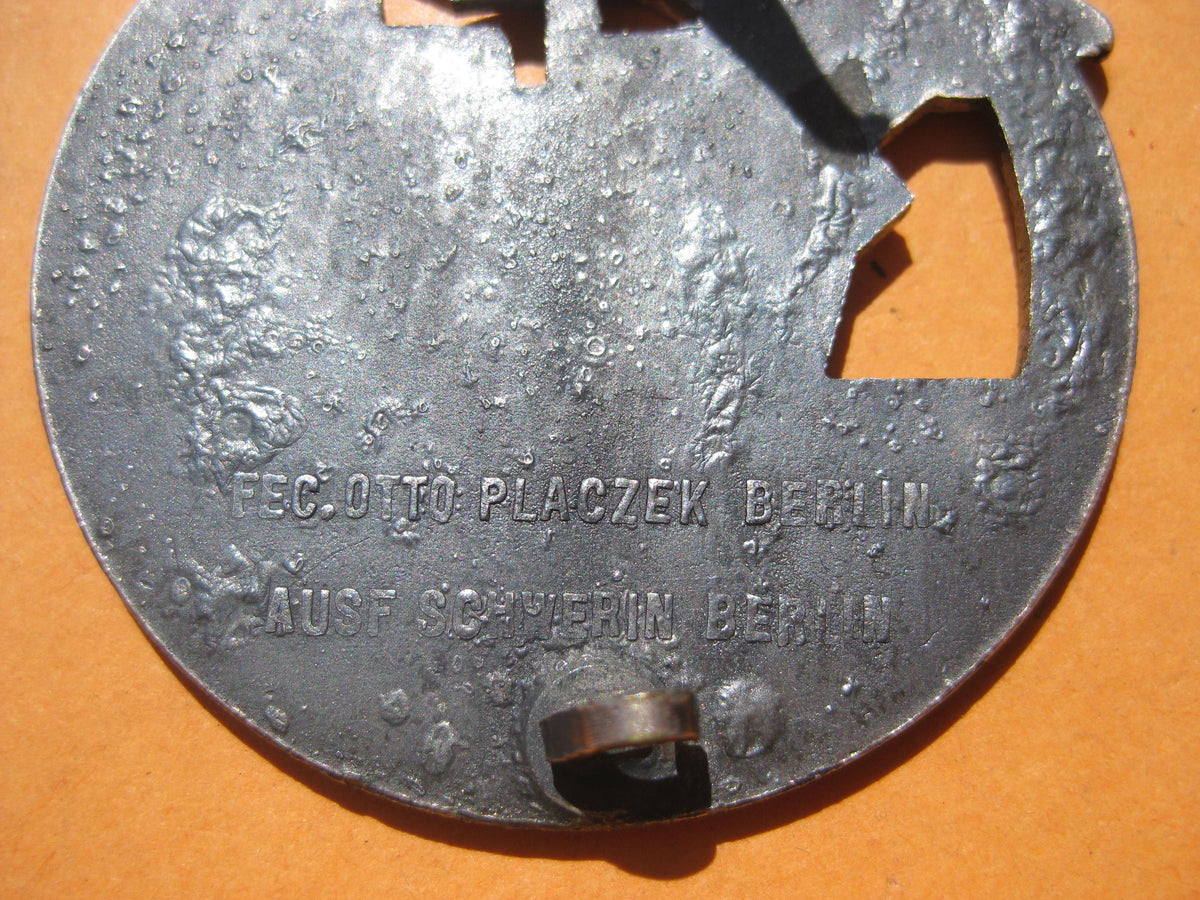 FEC. OTTO PLACZEK BERLIN
AUSF SCHWERIN BERLIN